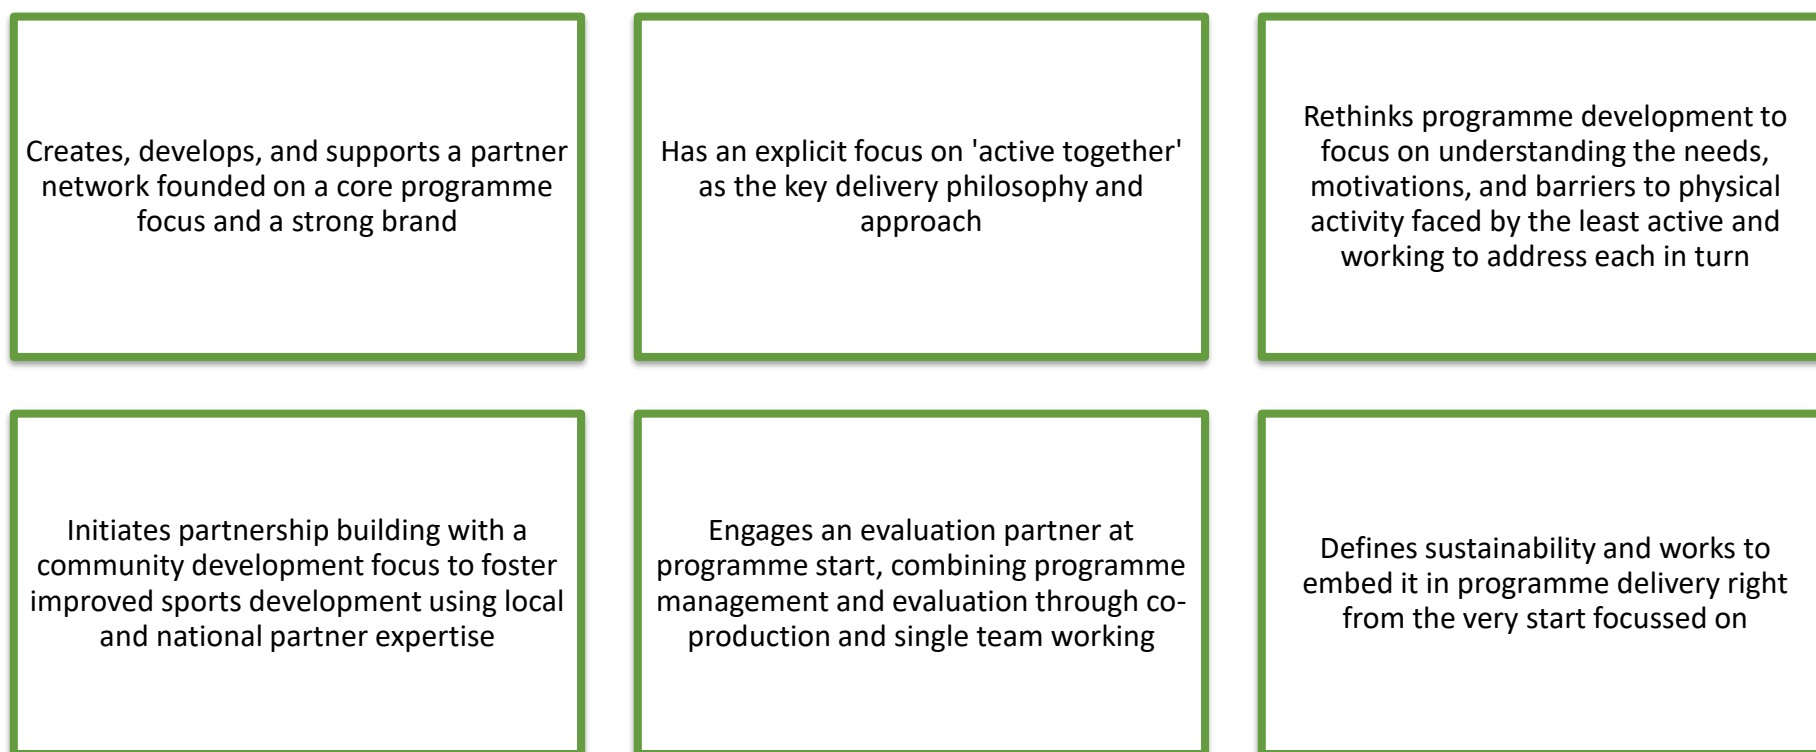 Creates, develops, and supports a partner
network founded on a core programme
focus and a strong brand
Has an explicit focus on 'active together'
as the key delivery philosophy and
approach
Rethinks programme development to
focus on understanding the needs,
motivations, and barriers to physical
activity faced by the least active and
working to address each in turn
Initiates partnership building with a
community development focus to foster
improved sports development using local
and national partner expertise
Engages an evaluation partner at
programme start, combining programme
management and evaluation through co-
production and single team working
Defines sustainability and works to
embed it in programme delivery right
from the very start focussed on